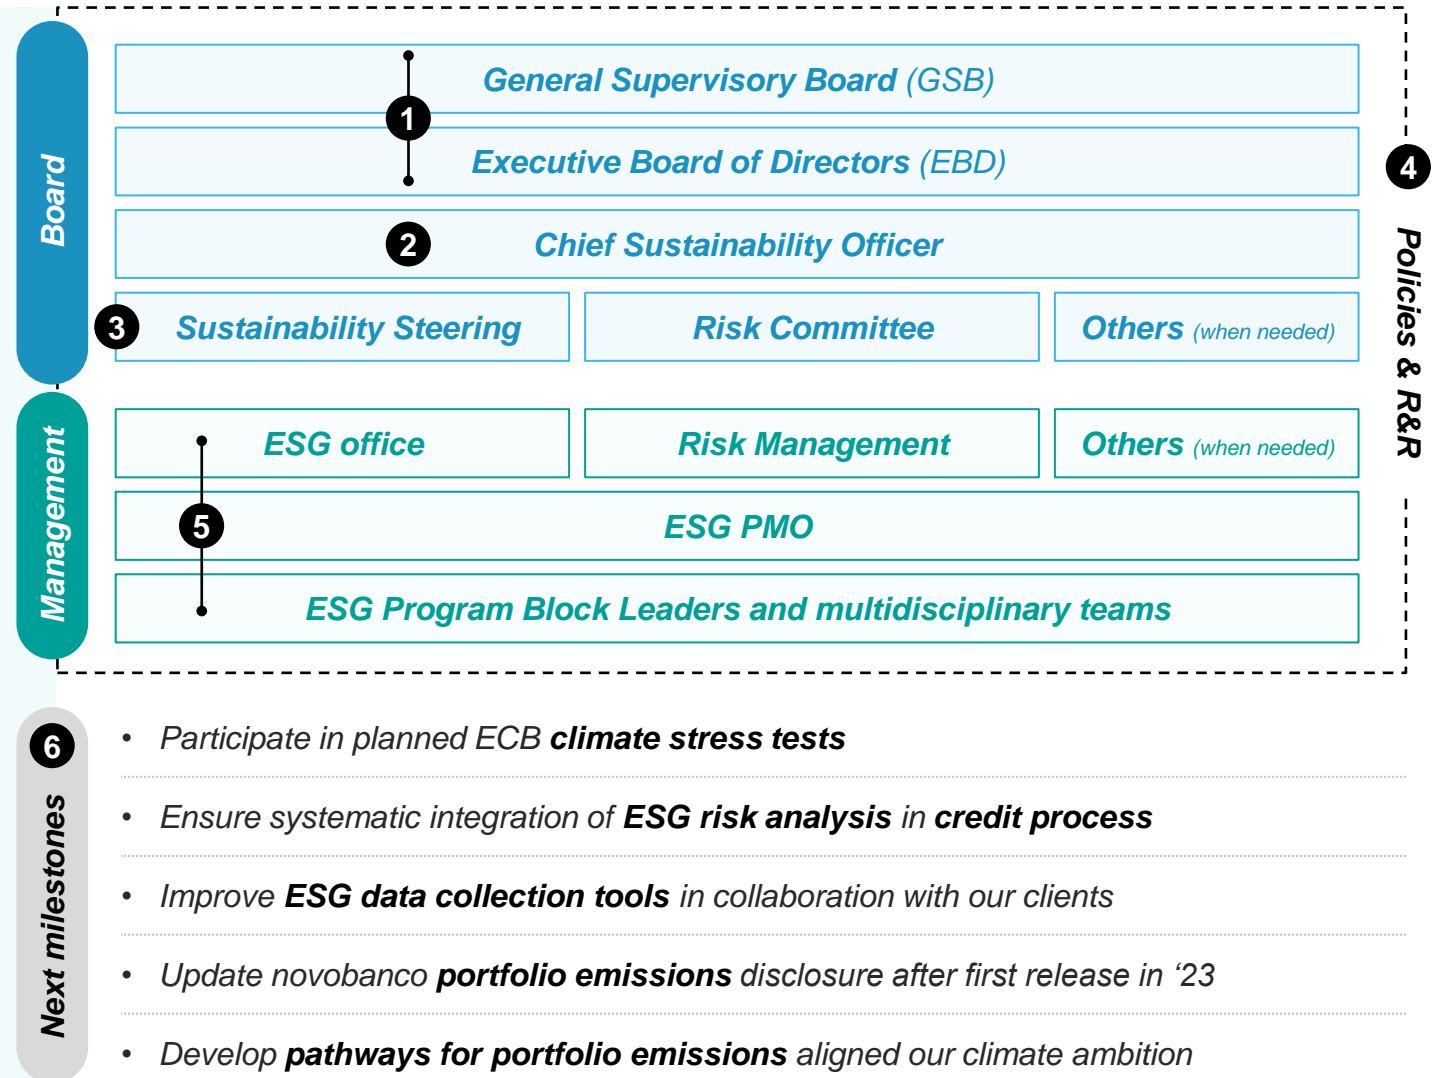 Board
General Supervisory Board (GSB)
1
Executive Board of Directors (EBD)
2
Chief Sustainability Officer
3
Sustainability Steering
Risk Committee
Others (when needed)
4
Policies & R&R
Management
ESG office
Risk Management
Others (when needed)
5
ESG PMO
ESG Program Block Leaders and multidisciplinary teams
6
Next milestones
• Participate in planned ECB climate stress tests
• Ensure systematic integration of ESG risk analysis in credit process
• Improve ESG data collection tools in collaboration with our clients
• Update novobanco portfolio emissions disclosure after first release in ‘23
• Develop pathways for portfolio emissions aligned our climate ambition